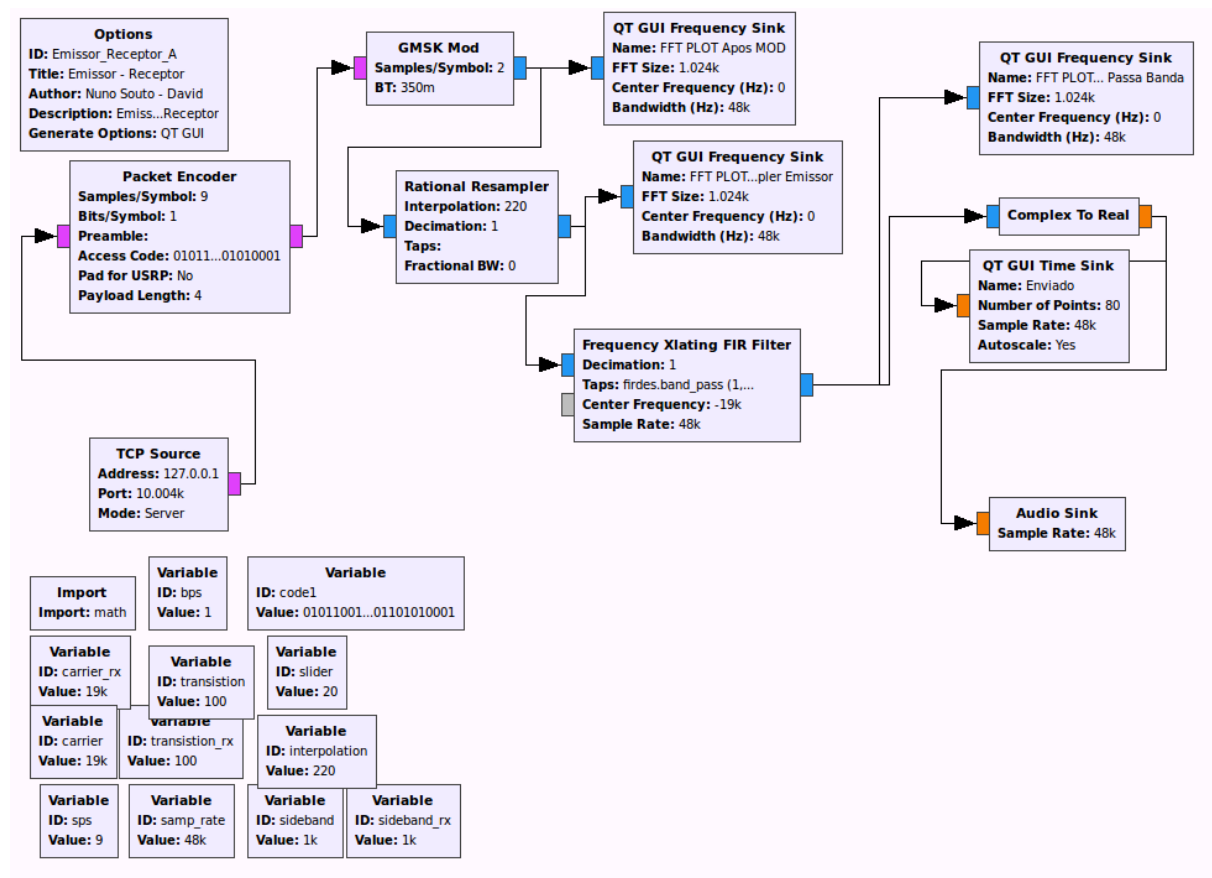 Options
ID: Emissor_Receptor_A
Title: Emissor - Receptor
Author: Nuno Souto - David
Description: Emiss...Receptor
Generate Options: QT GUI
GMSK Mod
Samples/Symbol: 2
BT: 350m
QT GUI Frequency Sink
Name: FFT PLOT Apos MOD
FFT Size: 1.024k
Center Frequency (Hz): 0
Bandwidth (Hz): 48k
QT GUI Frequency Sink
Name: FFT PLOT... Passa Banda
FFT Size: 1.024k
Center Frequency (Hz): 0
Bandwidth (Hz): 48k
Packet Encoder
Samples/Symbol: 9
Bits/Symbol: 1
Preamble:
Access Code: 01011...01010001
Pad for USRP: No
Payload Length: 4
Rational Resampler
Interpolation: 220
Decimation: 1
Taps:
Fractional BW: 0
QT GUI Frequency Sink
Name: FFT PLOT...pler Emissor
FFT Size: 1.024k
Center Frequency (Hz): 0
Bandwidth (Hz): 48k
Complex To Real
QT GUI Time Sink
Name: Enviado
Number of Points: 80
Sample Rate: 48k
Autoscale: Yes
Frequency Xlating FIR Filter
Decimation: 1
Taps: firdes.band_pass (1,...
Center Frequency: -19k
Sample Rate: 48k
TCP Source
Address: 127.0.0.1
Port: 10.004k
Mode: Server
Audio Sink
Sample Rate: 48k
Import
Import: math
Variable
ID: bps
Value: 1
Variable
ID: code1
Value: 01011001...01101010001
Variable
ID: carrier_rx
Value: 19k
Variable
ID: transistion
Value: 100
Variable
ID: slider
Value: 20
Variable
ID: carrier
Value: 19k
Variable
ID: transistion_rx
Value: 100
Variable
ID: interpolation
Value: 220
Variable
ID: sps
Value: 9
Variable
ID: samp_rate
Value: 48k
Variable
ID: sideband
Value: 1k
Variable
ID: sideband_rx
Value: 1k